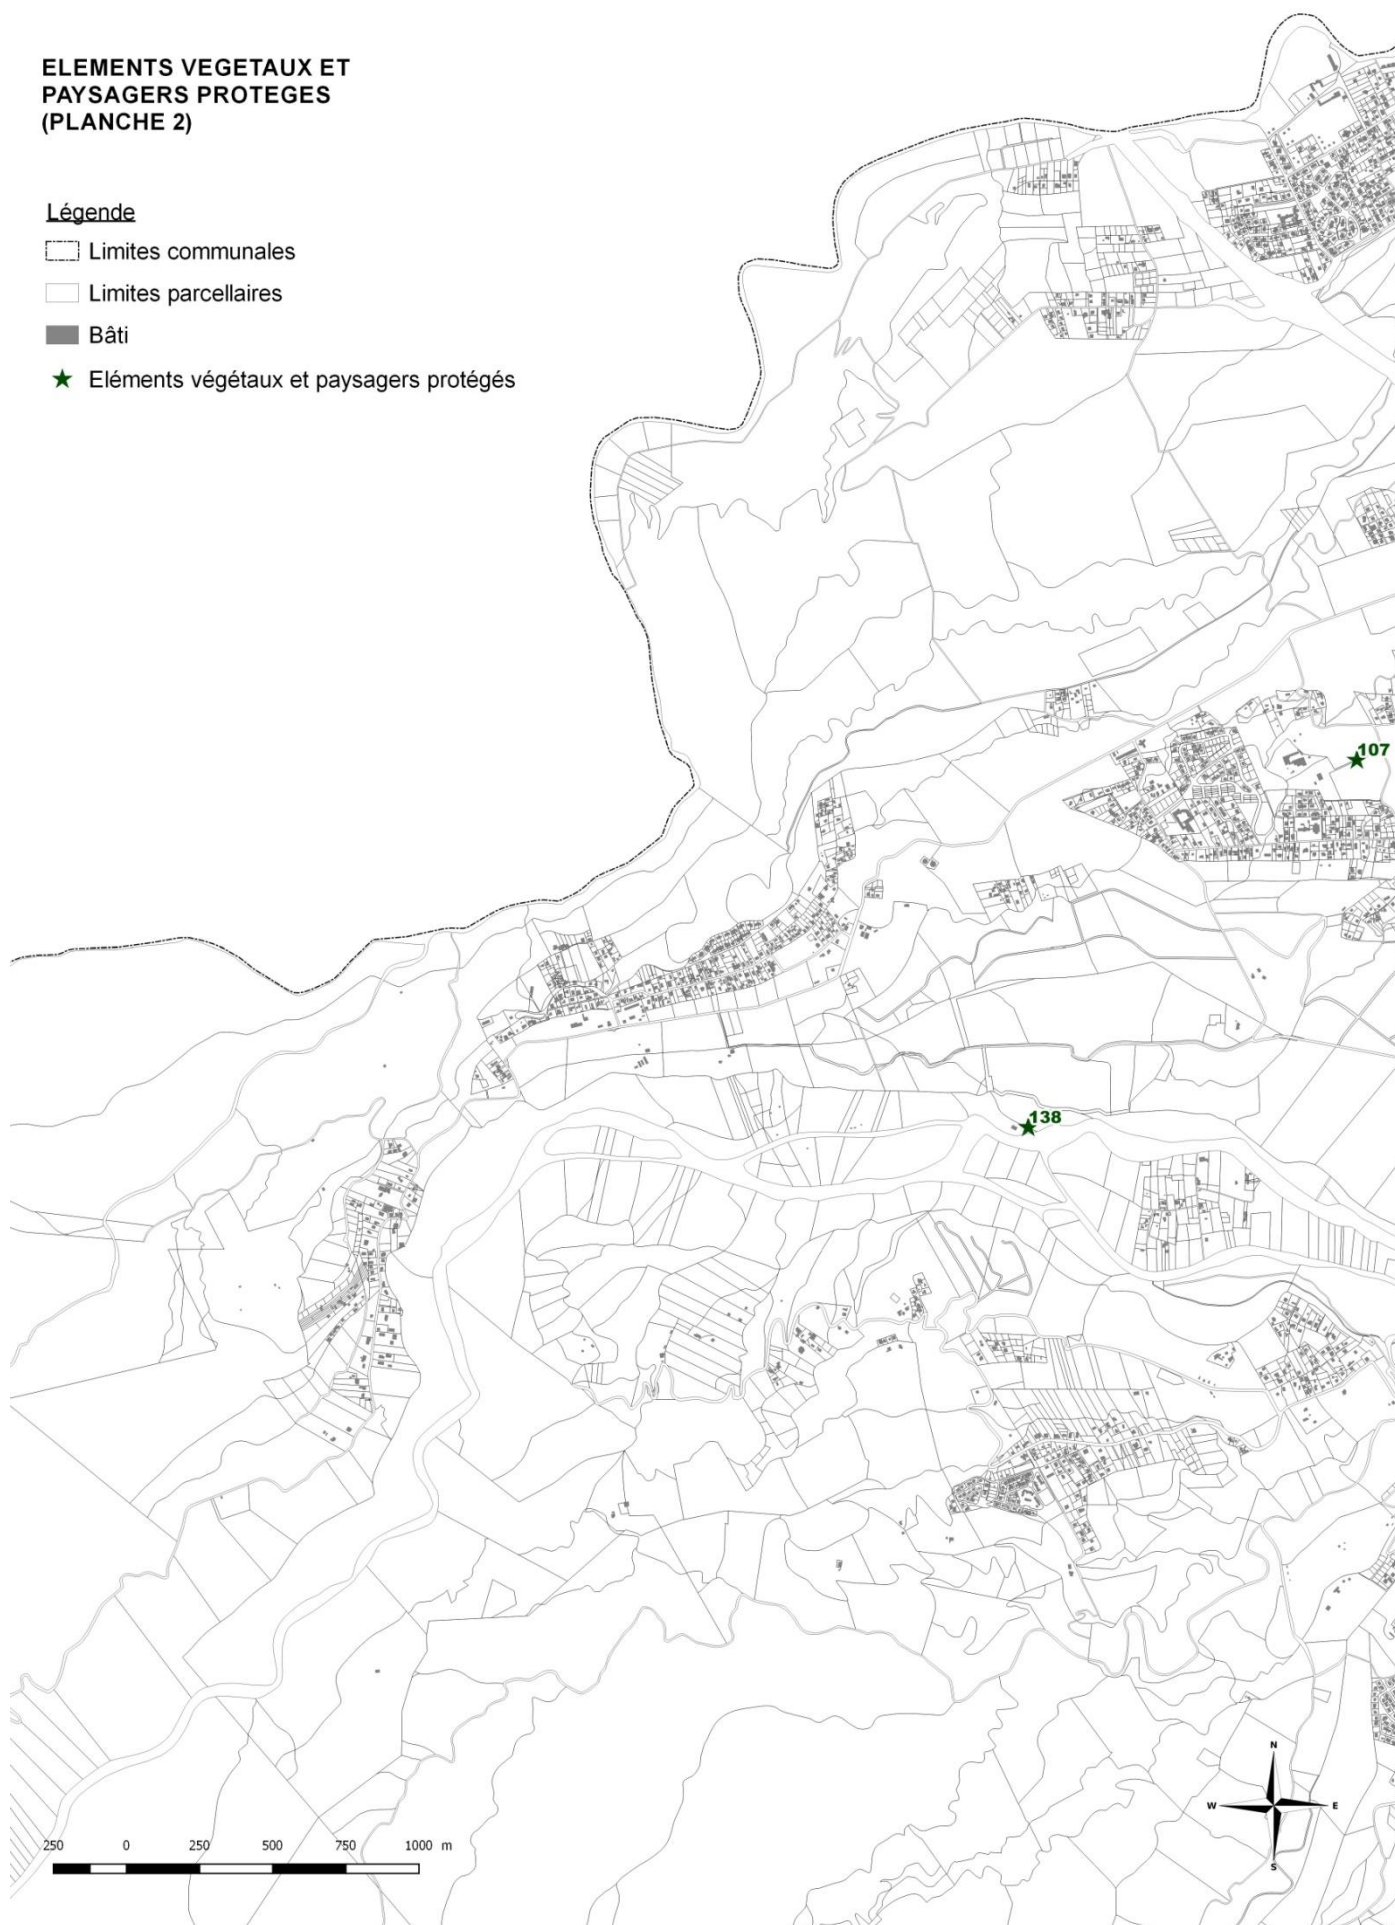 ELEMENTS VEGETAUX ET
PAYSAGERS PROTEGES
(PLANCHE 2)
Légende
Limites communales
Limites parcellaires
Bâti
Eléments végétaux et paysagers protégés
107
138
N
W E
S
250 0 250 500 750 1000 m